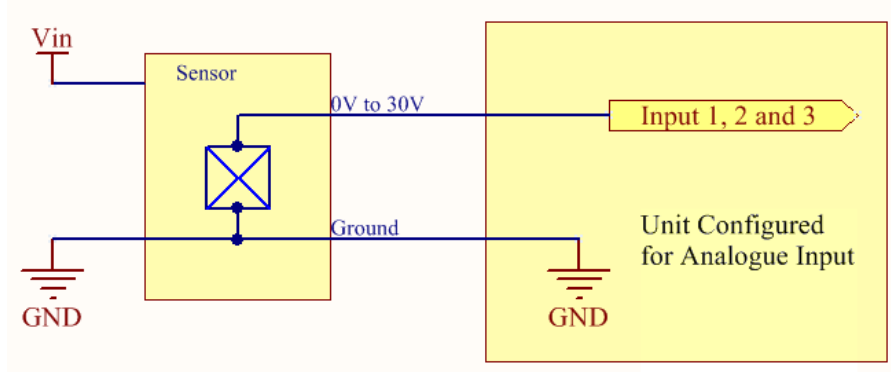 Vin
Sensor
0V to 30V
Input 1, 2 and 3
Ground
Unit Configured
for Analogue Input
GND
GND